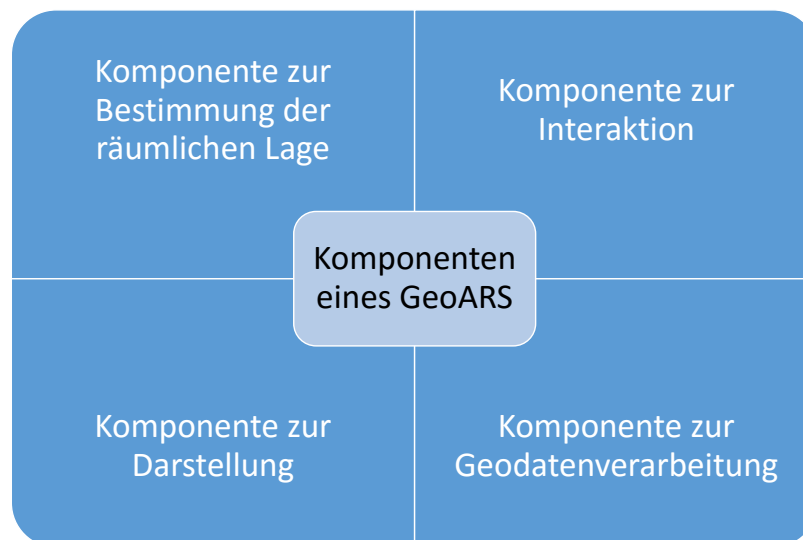 Komponente zur
Bestimmung der
räumlichen Lage
Komponente zur
Interaktion
Komponenten
eines GeoARS
Komponente zur
Darstellung
Komponente zur
Geodatenverarbeitung